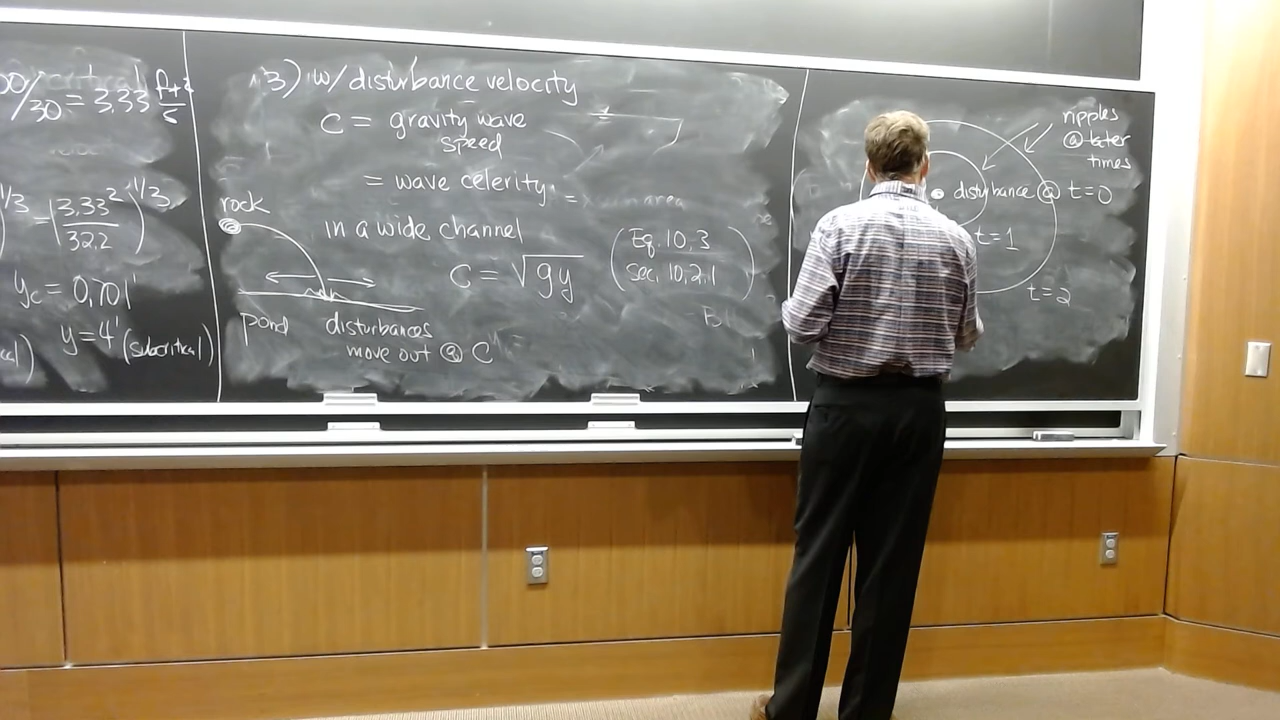 00/30 = 3.33 ft²/s
1/3 = (3.33²/32.2)^1/3
yc = 0.701'
y = 4' (subcritical)
3) w/ disturbance velocity
C = gravity wave
speed
= wave celerity
rock
in a wide channel
C = √gy
(Eq. 10.3
Sec. 10.2.1)
pond
disturbances
move out @ C
ripples
@ later
times
disturbance @ t=0
t=1
t=2